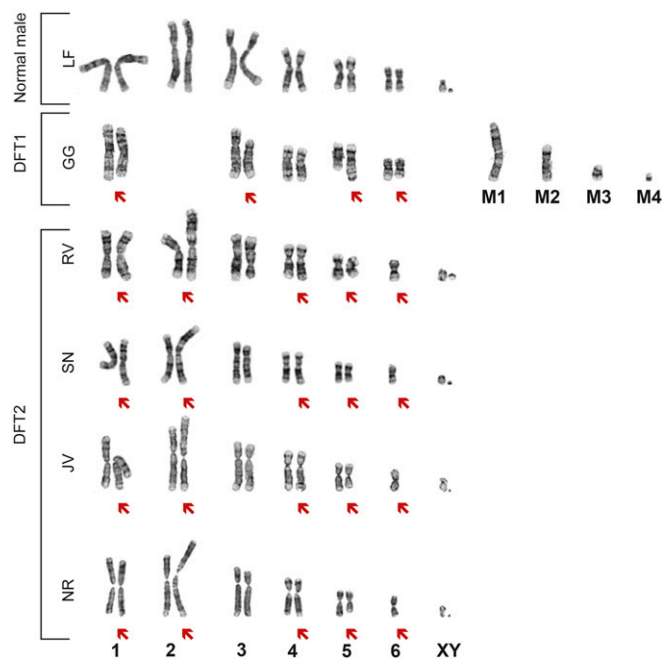 Normal male
LF
DFT1
GG
M1 M2 M3 M4
DFT2
RV
SN
JV
NR
1 2 3 4 5 6 XY